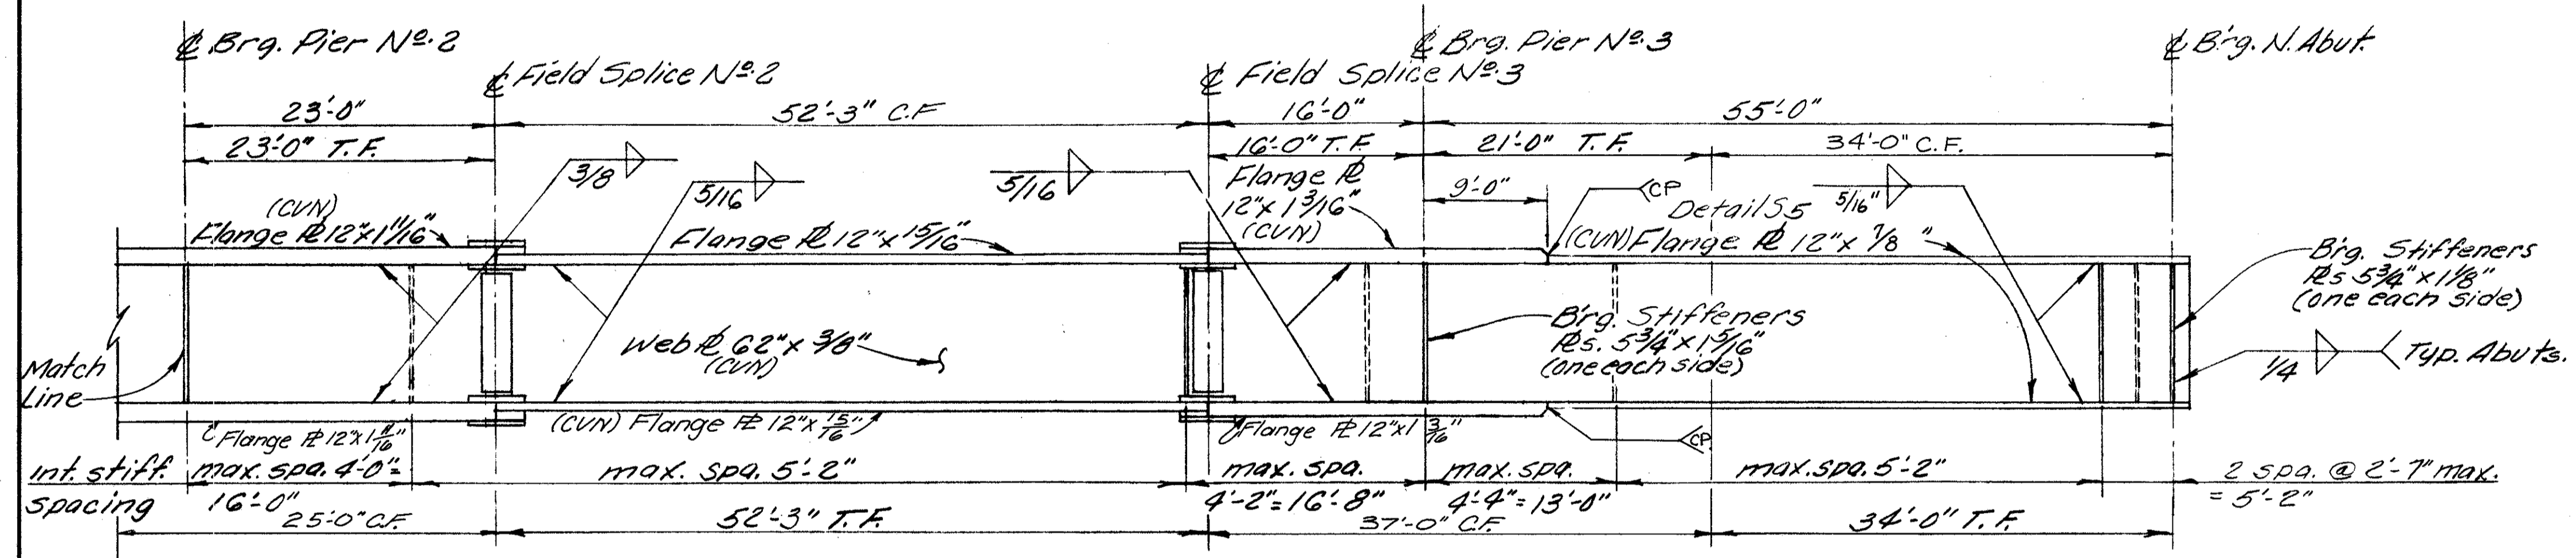 ℄ Brg. Pier Nº.2
℄ Field Splice Nº.2
℄ Field Splice Nº.3
℄ Brg. Pier Nº.3
℄ Brg. N. Abut.
23'-0"
52'-3" C.F
16'-0"
55'-0"
23'-0" T.F.
16'-0" T.F.
21'-0" T.F.
34'-0" C.F.
3/8
5/16
5/16
Flange ⅊
12" x 1 3/16"
(CVN)
9'-0"
CP
Detail S5
5/16"
(CVN)
Flange ⅊ 12" x 1 11/16"
Flange ⅊ 12" x 15/16"
(CVN) Flange ⅊ 12" x 7/8"
Brg. Stiffeners
⅊s 5 3/4" x 1 1/8"
(one each side)
Match
Line
Web ⅊ 62" x 3/8"
(CVN)
Brg. Stiffeners
⅊s. 5 3/4" x 1 5/16"
(one each side)
1/4
Typ. Abuts.
Flange ⅊ 12" x 1 11/16"
(CVN) Flange ⅊ 12" x 15/16"
Flange ⅊ 12" x 1 3/16"
CP
Int. stiff.
spacing
max. spa. 4'-0" =
16'-0"
max. spa. 5'-2"
max. spa.
4'-2" = 16'-8"
max. spa.
4'-4" = 13'-0"
max. spa. 5'-2"
2 spa. @ 2'-7" max.
= 5'-2"
25'-0" C.F.
52'-3" T.F.
37'-0" C.F.
34'-0" T.F.